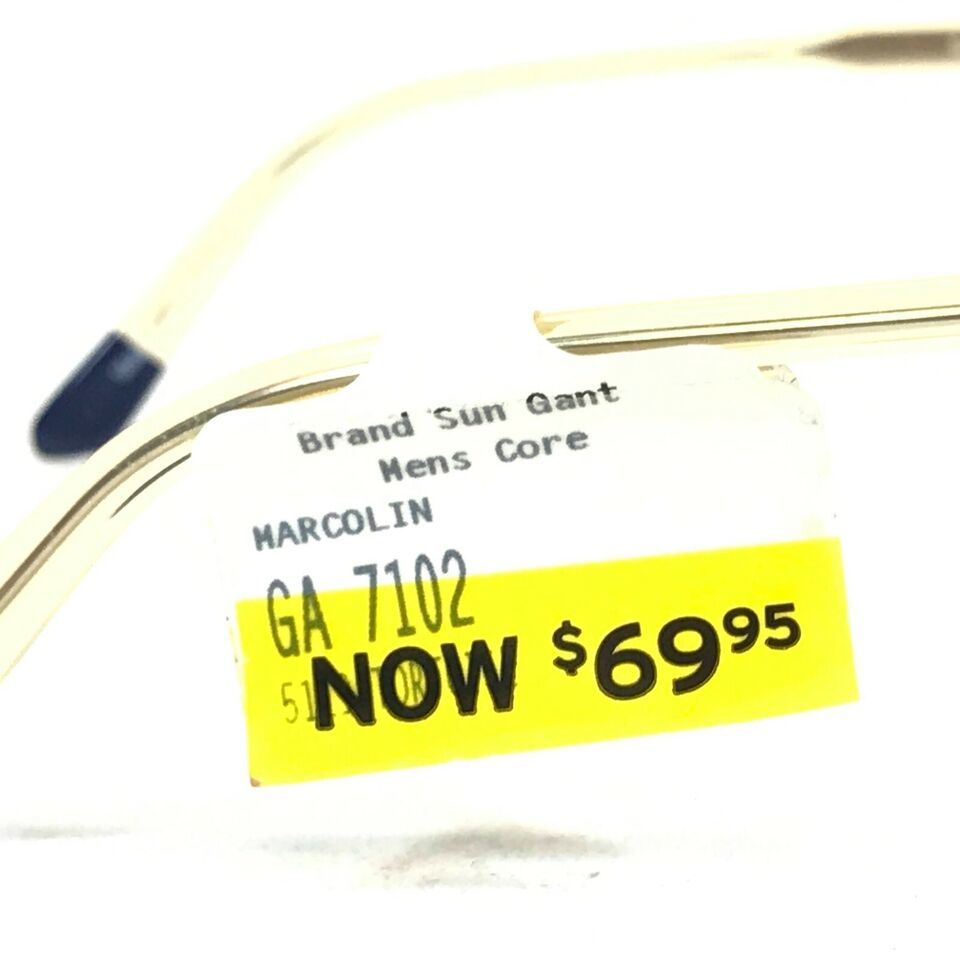 Brand Sun Gant
Mens Core
MARCOLIN
GA 7102
NOW $69.95